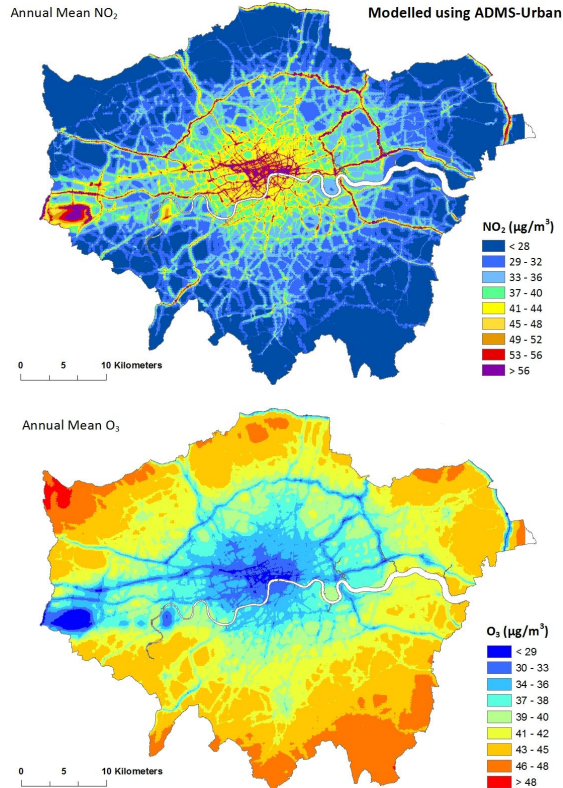 Annual Mean NO₂
Modelled using ADMS-Urban
NO₂ (µg/m³)
< 28
29 - 32
33 - 36
37 - 40
41 - 44
45 - 48
49 - 52
53 - 56
> 56
0 5 10 Kilometers
Annual Mean O₃
O₃ (µg/m³)
< 29
30 - 33
34 - 36
37 - 38
39 - 40
41 - 42
43 - 45
46 - 48
> 48
0 5 10 Kilometers